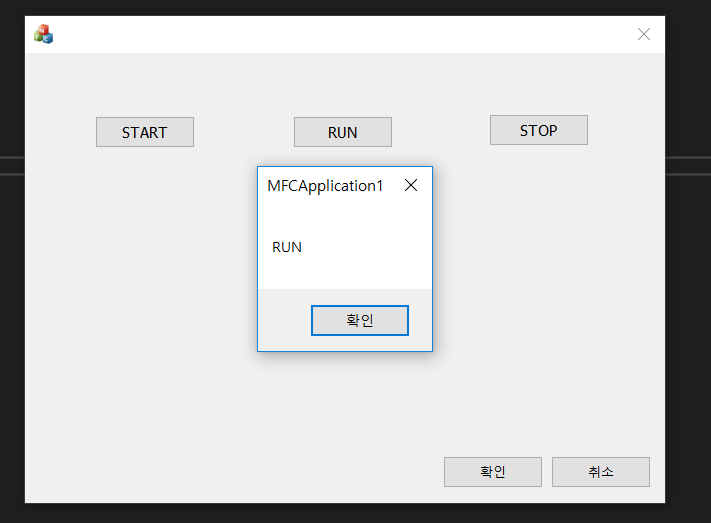 START
RUN
STOP
MFCApplication1
RUN
확인
확인
취소